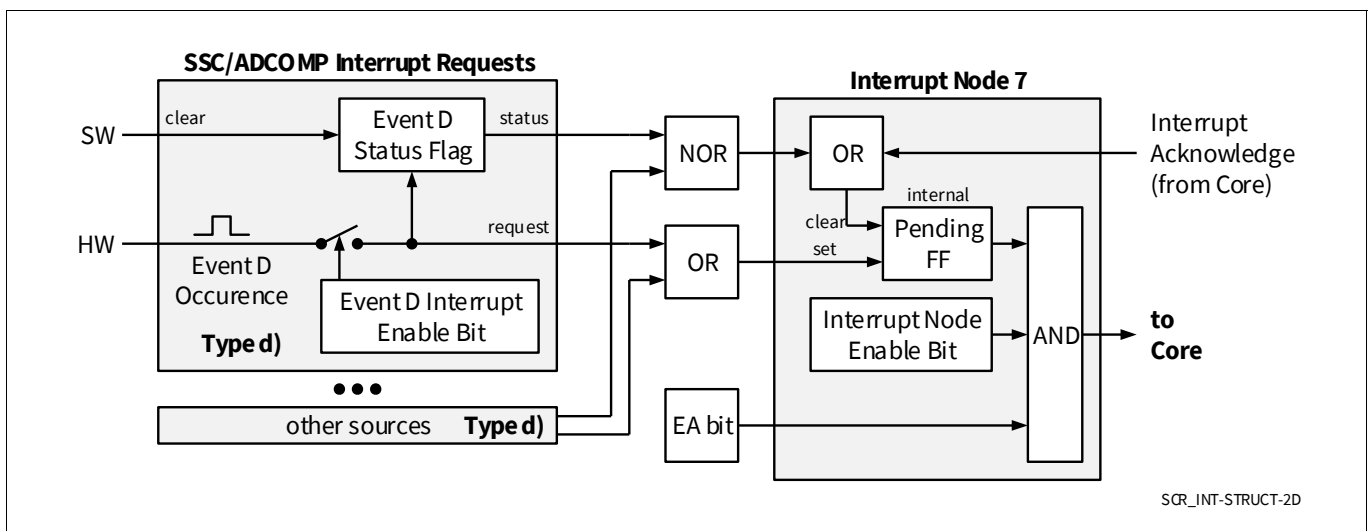 SSC/ADCOMP Interrupt Requests
SW
clear
Event D
Status Flag
status
HW
Event D
Occurence
request
Event D Interrupt
Enable Bit
Type d)
•••
other sources
Type d)
NOR
OR
EA bit
Interrupt Node 7
OR
Interrupt
Acknowledge
(from Core)
internal
clear
set
Pending
FF
Interrupt Node
Enable Bit
AND
to
Core
SCR_INT-STRUCT-2D